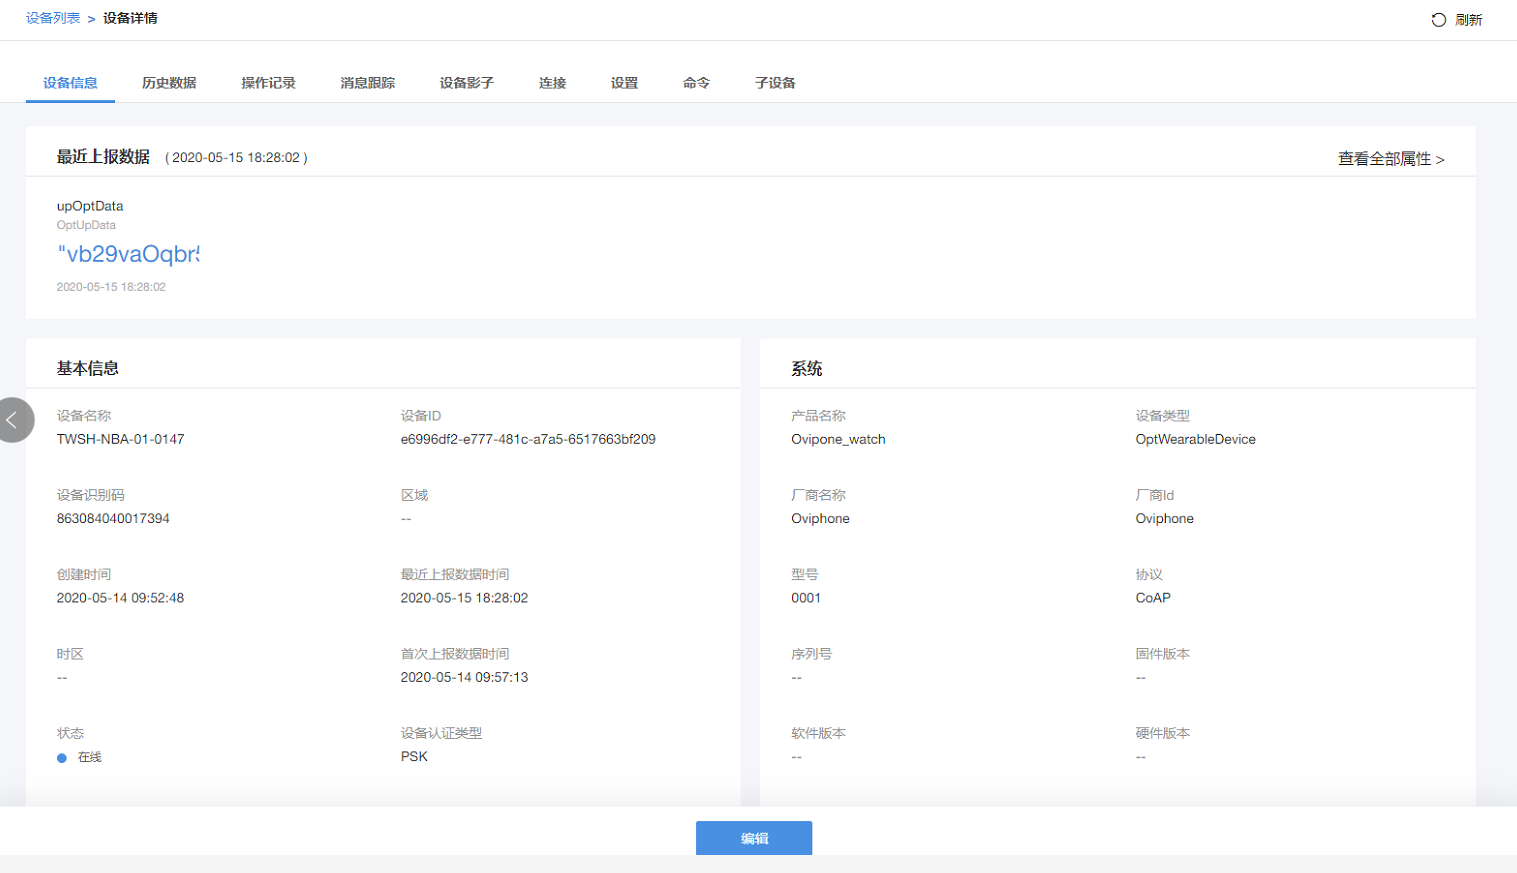 设备列表 > 设备详情
刷新
设备信息 历史数据 操作记录 消息跟踪 设备影子 连接 设置 命令 子设备
最近上报数据 ( 2020-05-15 18:28:02 )
查看全部属性 >
upOptData
OptUpData
"vb29vaOqbr
2020-05-15 18:28:02
基本信息
设备名称 设备ID
TWSH-NBA-01-0147 e6996df2-e777-481c-a7a5-6517663bf209
设备识别码 区域
863084040017394 --
创建时间 最近上报数据时间
2020-05-14 09:52:48 2020-05-15 18:28:02
时区 首次上报数据时间
-- 2020-05-14 09:57:13
状态 设备认证类型
在线 PSK
系统
产品名称 设备类型
Ovipone_watch OptWearableDevice
厂商名称 厂商Id
Oviphone Oviphone
型号 协议
0001 CoAP
序列号 固件版本
-- --
软件版本 硬件版本
-- --
编辑